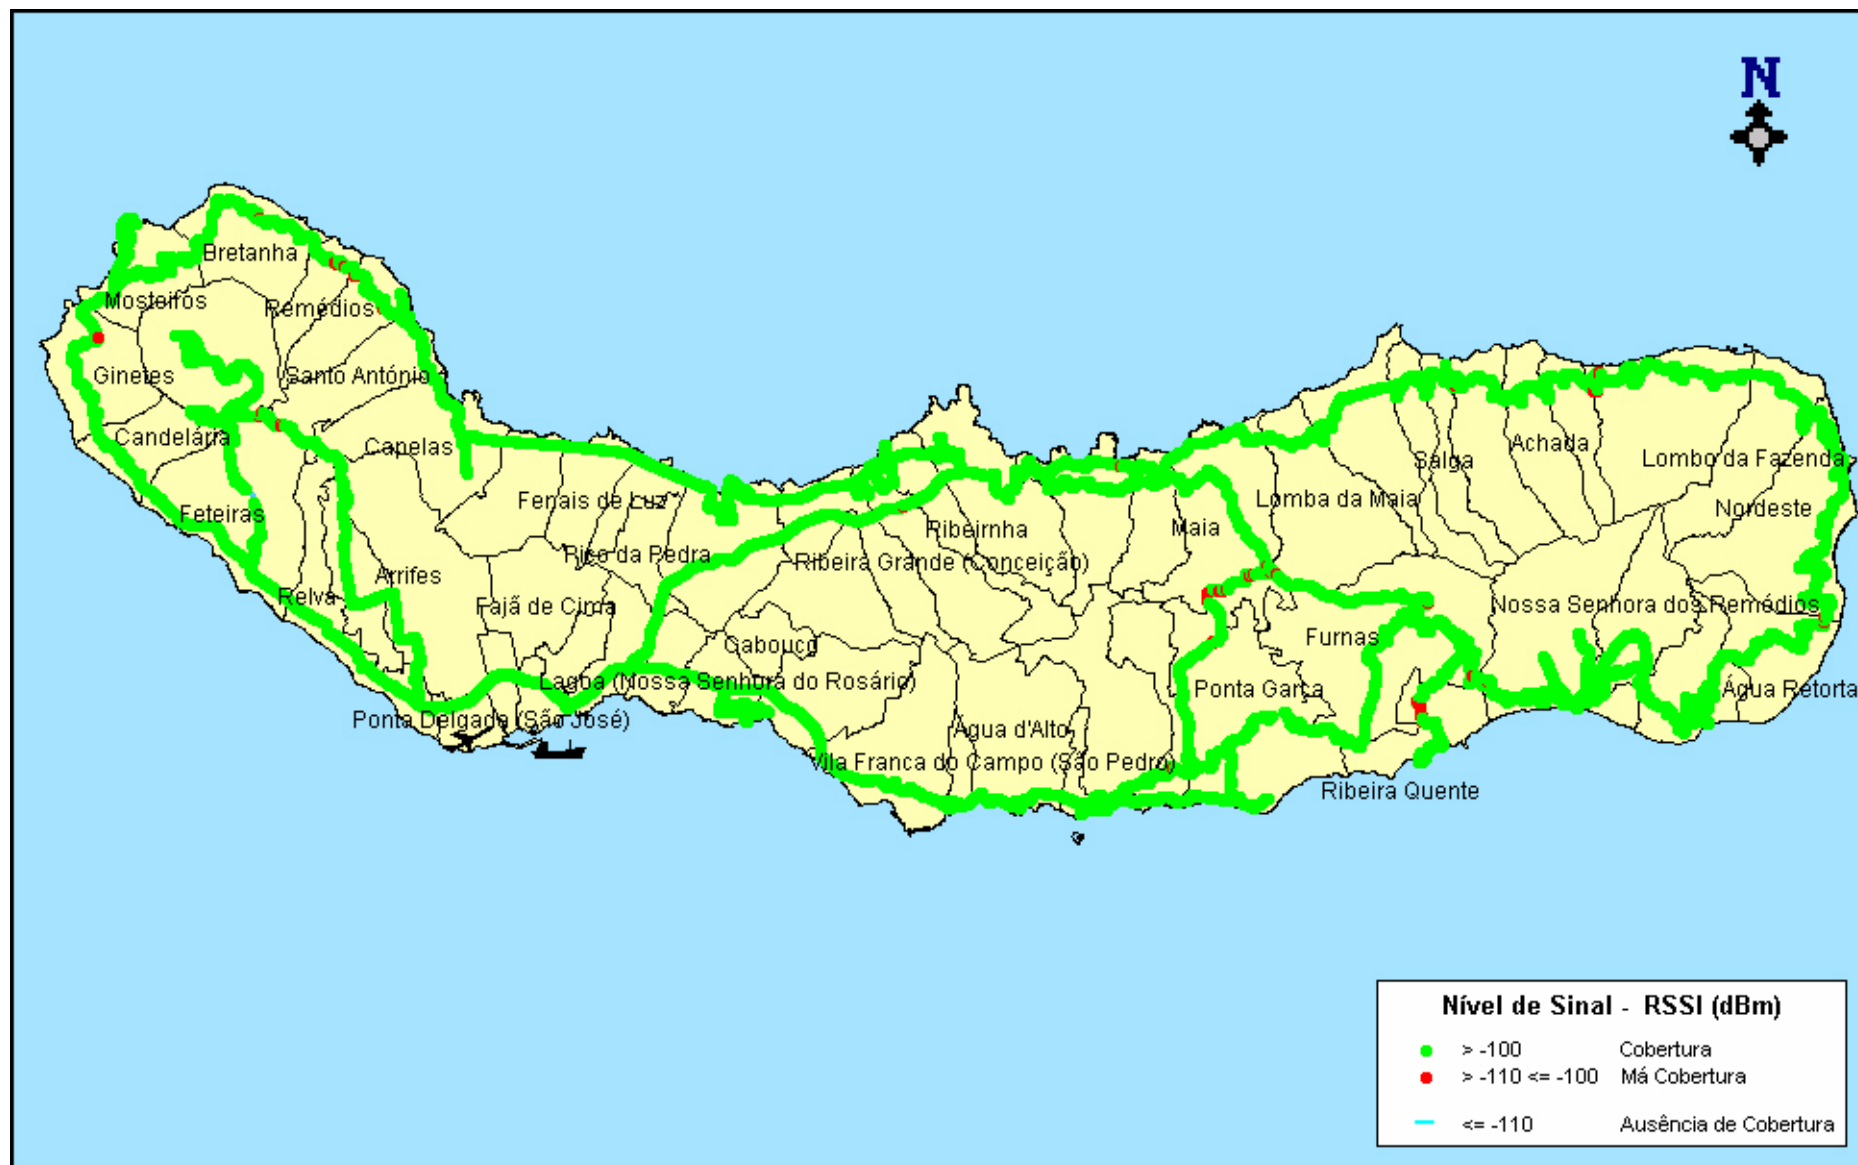 N
Bretanha
Mosteiros
Remédios
Ginetes
Santo António
Candelária
Capelas
Salga
Achada
Lombo da Fazenda
Feteiras
Fenais de Luz
Lomba da Maia
Nordeste
Ribeirnha
Maia
Pico da Pedra
Ribeira Grande (Conceição)
Arrifes
Relva
Fajã de Cima
Nossa Senhora dos Remédios
Furnas
Cabouco
Lagoa (Nossa Senhora do Rosário)
Ponta Garça
Água Retorta
Ponta Delgada (São José)
Água d'Alto
Vila Franca do Campo (São Pedro)
Ribeira Quente
Nível de Sinal - RSSI (dBm)
> -100 Cobertura
> -110 <= -100 Má Cobertura
<= -110 Ausência de Cobertura